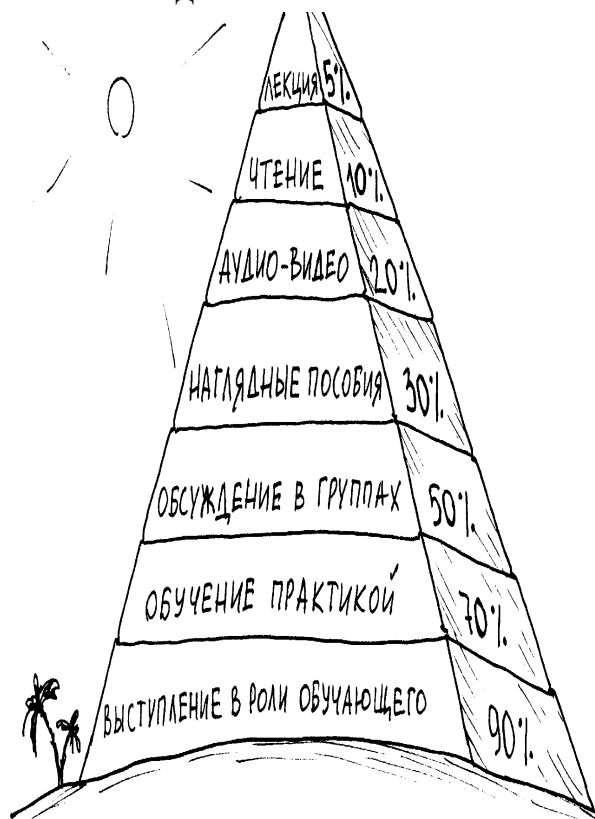 ЛЕКЦИЯ 5%
ЧТЕНИЕ 10%
АУДИО-ВИДЕО 20%
НАГЛЯДНЫЕ ПОСОБИЯ 30%
ОБСУЖДЕНИЕ В ГРУППАХ 50%
ОБУЧЕНИЕ ПРАКТИКОЙ 70%
ВЫСТУПЛЕНИЕ В РОЛИ ОБУЧАЮЩЕГО 90%